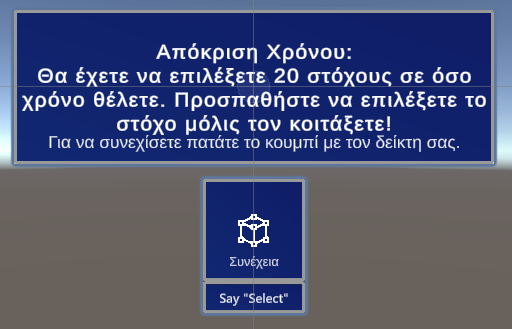 Απόκριση Χρόνου:
Θα έχετε να επιλέξετε 20 στόχους σε όσο
χρόνο θέλετε. Προσπαθήστε να επιλέξετε το
στόχο μόλις τον κοιτάξετε!
Για να συνεχίσετε πατάτε το κουμπί με τον δείκτη σας.
Συνέχεια
Say "Select"